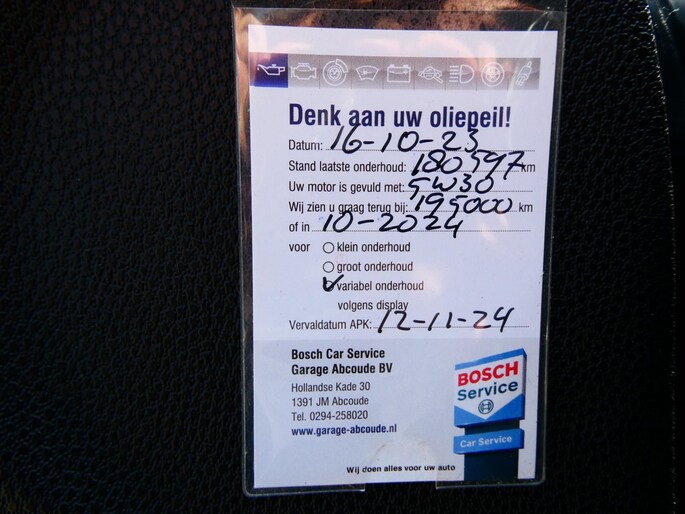 Denk aan uw oliepeil!
Datum: 16-10-23
Stand laatste onderhoud: 180597 km
Uw motor is gevuld met: 5W30
Wij zien u graag terug bij: 195000 km
of in 10-2024
voor klein onderhoud
groot onderhoud
variabel onderhoud
volgens display
Vervaldatum APK: 12-11-24
Bosch Car Service
Garage Abcoude BV
Hollandse Kade 30
1391 JM Abcoude
Tel. 0294-258020
www.garage-abcoude.nl
BOSCH
Service
Car Service
Wij doen alles voor uw auto